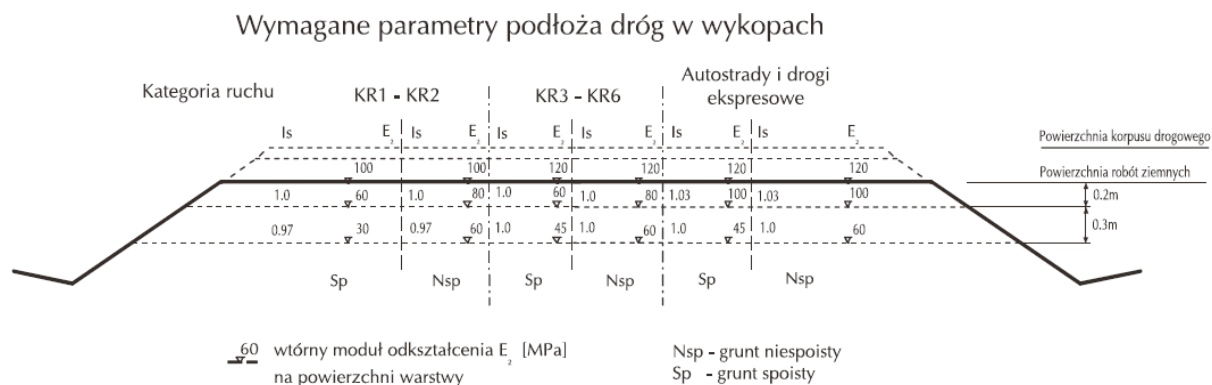 Wymagane parametry podłoża dróg w wykopach
Kategoria ruchu KR1 - KR2 KR3 - KR6 Autostrady i drogi
ekspresowe
Is E₂ Is E₂ Is E₂ Is E₂ Is E₂ Is E₂
Powierzchnia korpusu drogowego
100 100 120 120 120 120
Powierzchnia robót ziemnych
1.0 60 1.0 80 1.0 60 1.0 80 1.03 100 1.03 100 0.2m
0.97 30 0.97 60 1.0 45 1.0 60 1.0 45 1.0 60 0.3m
Sp Nsp Sp Nsp Sp Nsp
60 wtórny moduł odkształcenia E₂ [MPa]
na powierzchni warstwy
Nsp - grunt niespoisty
Sp - grunt spoisty